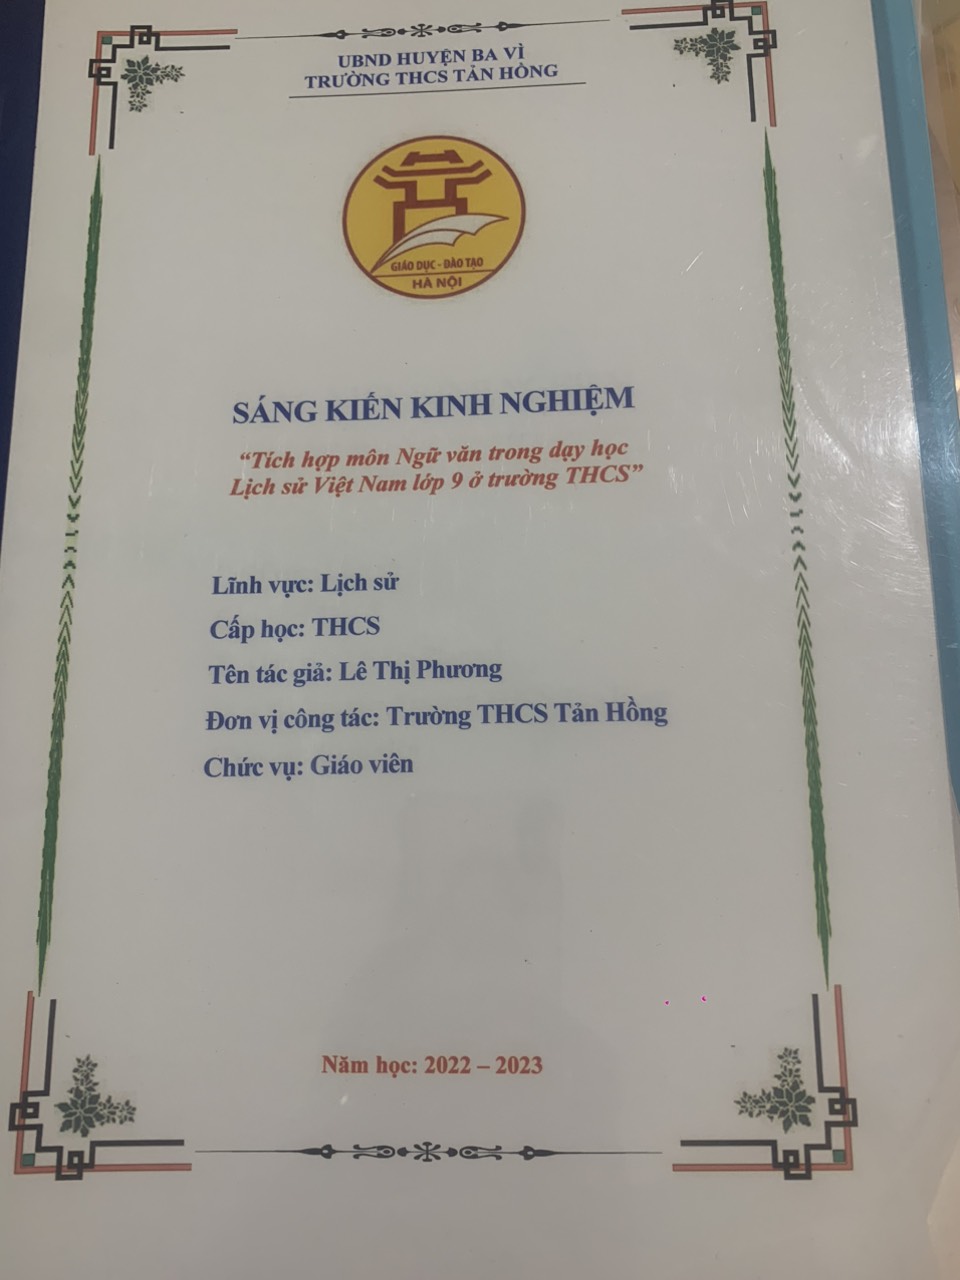 UBND HUYỆN BA VÌ
TRƯỜNG THCS TẢN HỒNG
GIÁO DỤC - ĐÀO TẠO
HÀ NỘI
SÁNG KIẾN KINH NGHIỆM
“Tích hợp môn Ngữ văn trong dạy học
Lịch sử Việt Nam lớp 9 ở trường THCS”
Lĩnh vực: Lịch sử
Cấp học: THCS
Tên tác giả: Lê Thị Phương
Đơn vị công tác: Trường THCS Tản Hồng
Chức vụ: Giáo viên
Năm học: 2022 – 2023